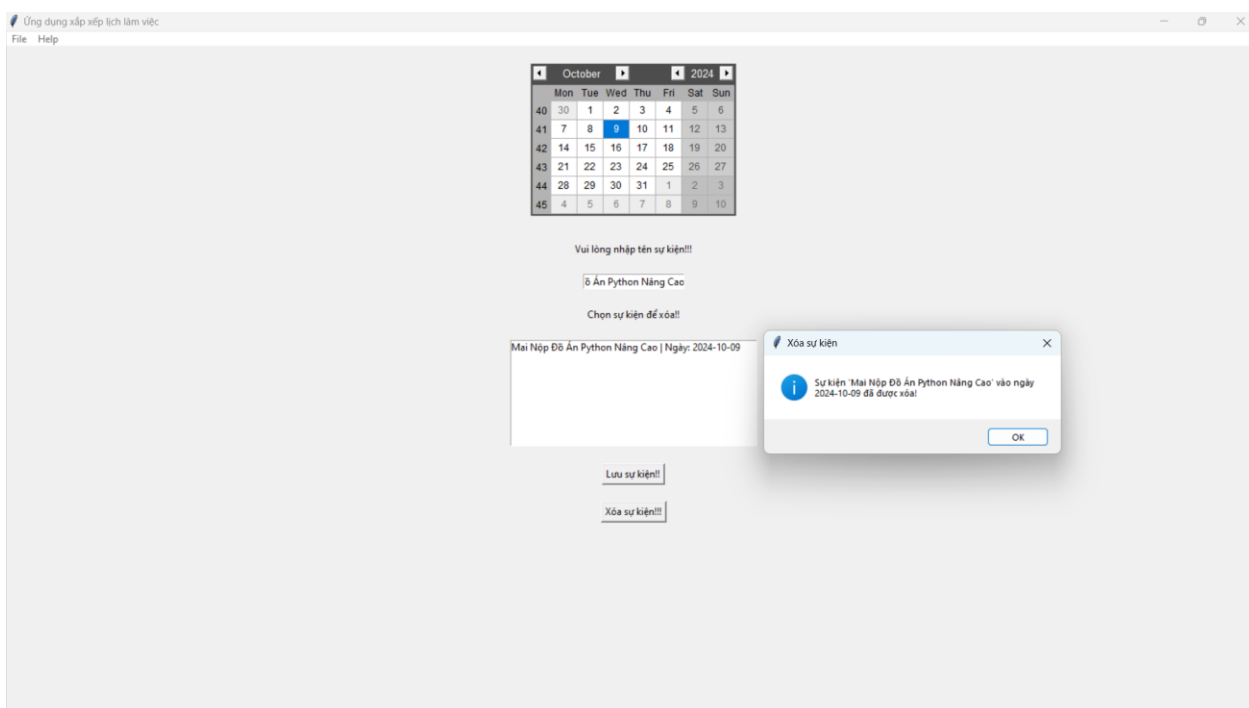 Ứng dụng xắp xếp lịch làm việc
File Help
October 2024
Mon Tue Wed Thu Fri Sat Sun
40 30 1 2 3 4 5 6
41 7 8 9 10 11 12 13
42 14 15 16 17 18 19 20
43 21 22 23 24 25 26 27
44 28 29 30 31 1 2 3
45 4 5 6 7 8 9 10
Vui lòng nhập tên sự kiện!!!
ồ Án Python Nâng Cao
Chọn sự kiện để xóa!!
Mai Nộp Đồ Án Python Nâng Cao | Ngày: 2024-10-09
Xóa sự kiện
Sự kiện 'Mai Nộp Đồ Án Python Nâng Cao' vào ngày
2024-10-09 đã được xóa!
OK
Lưu sự kiện!!
Xóa sự kiện!!!